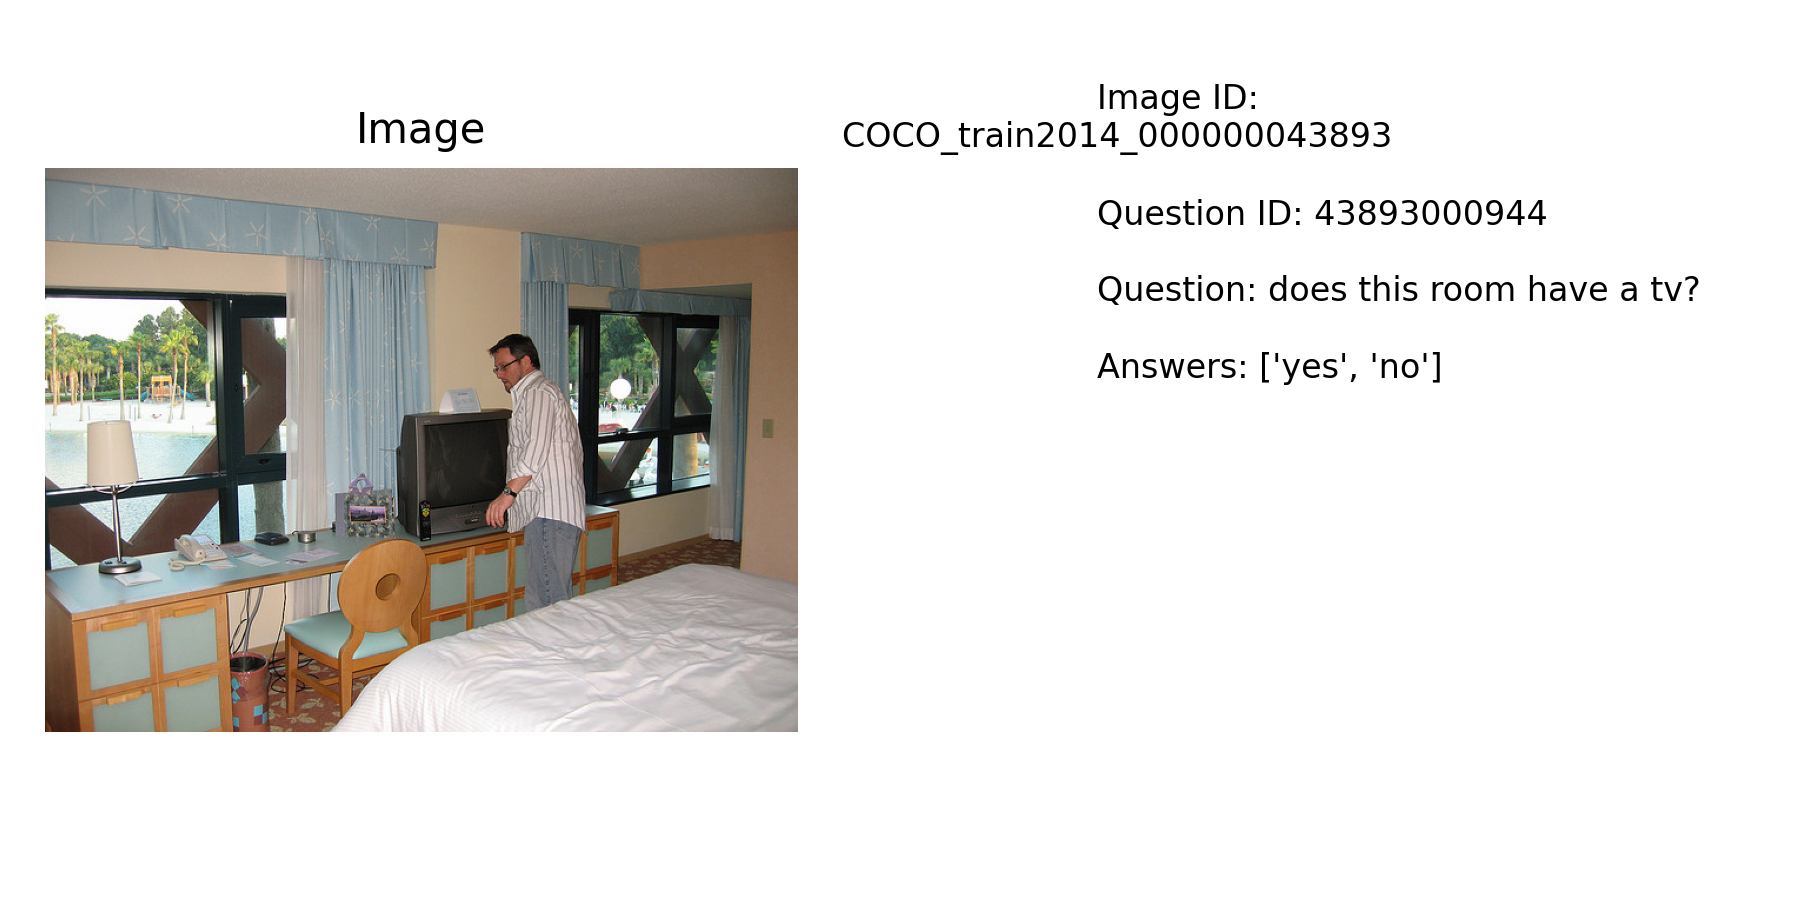 Image
Image ID:
COCO_train2014_000000043893
Question ID: 43893000944
Question: does this room have a tv?
Answers: ['yes', 'no']